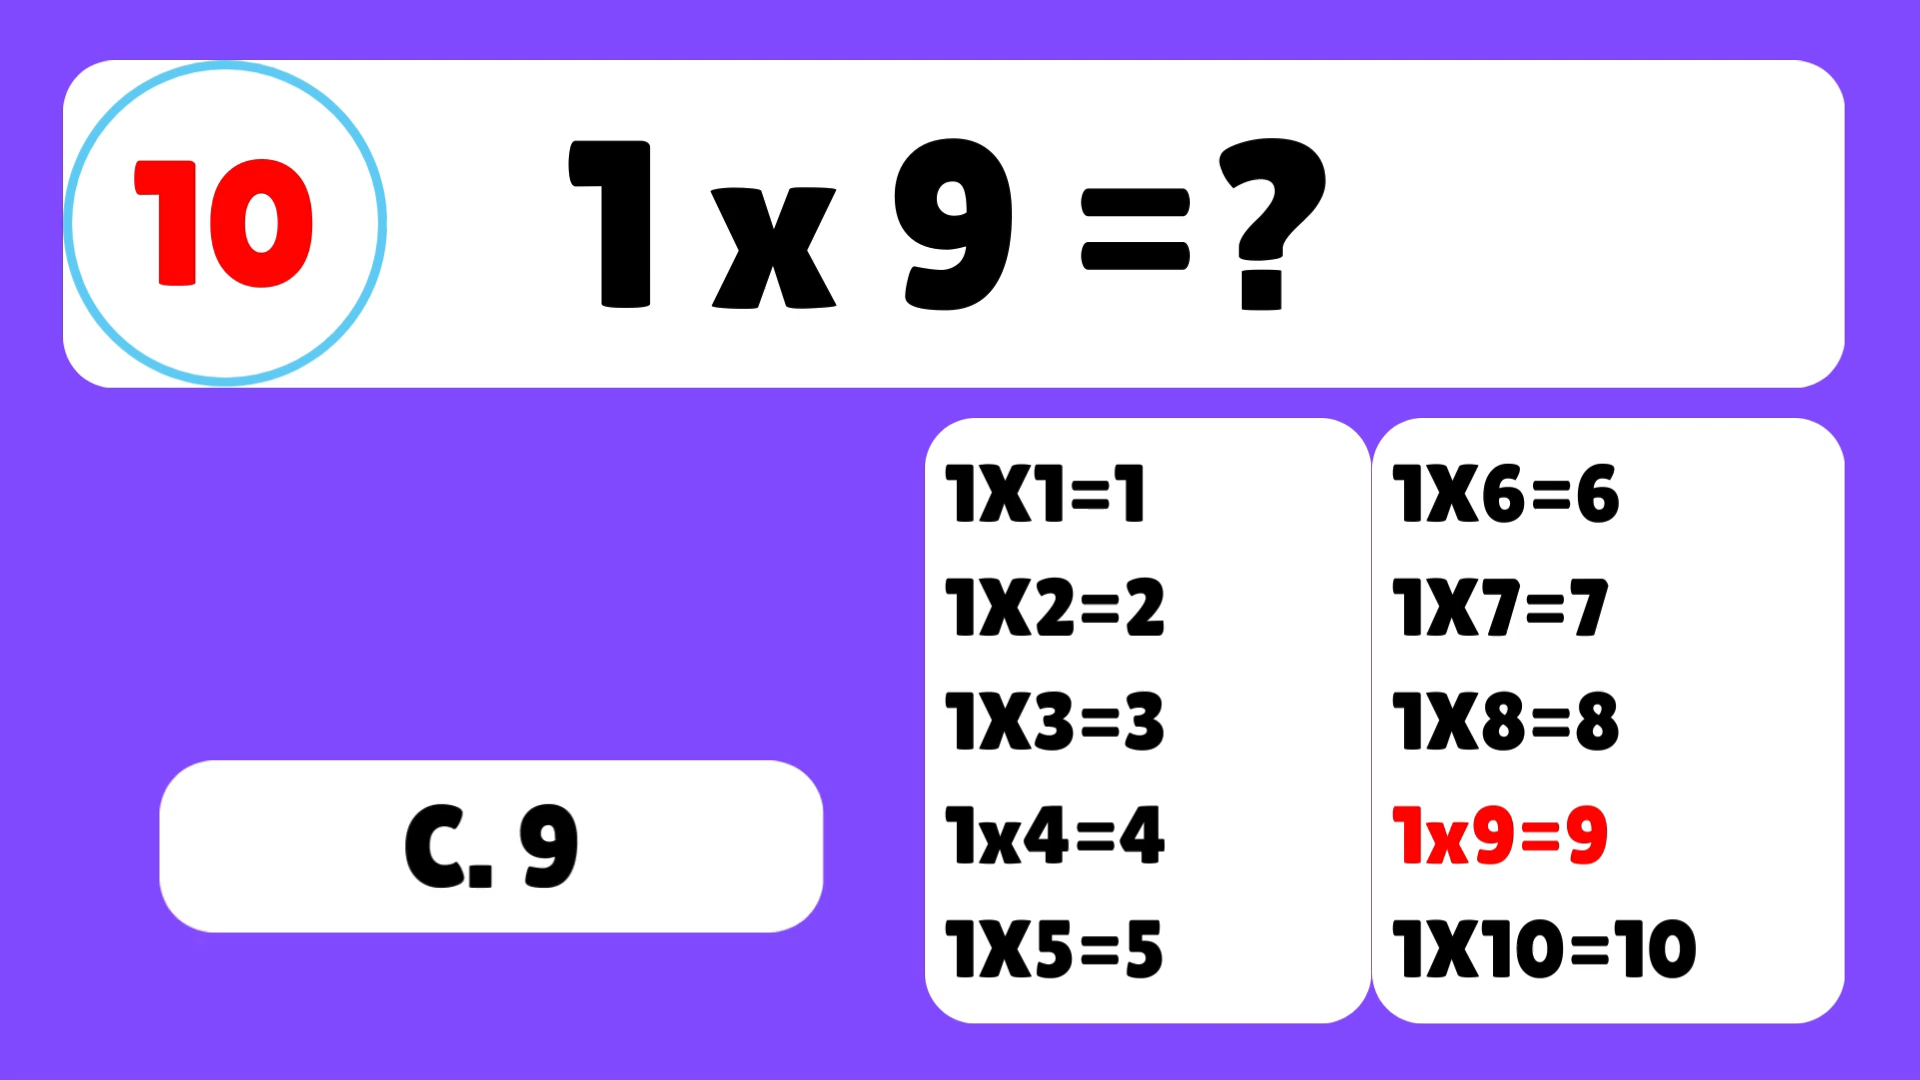 10
1 x 9 =?
1X1=1
1X2=2
1X3=3
1x4=4
1X5=5
1X6=6
1X7=7
1X8=8
1x9=9
1X10=10
C. 9